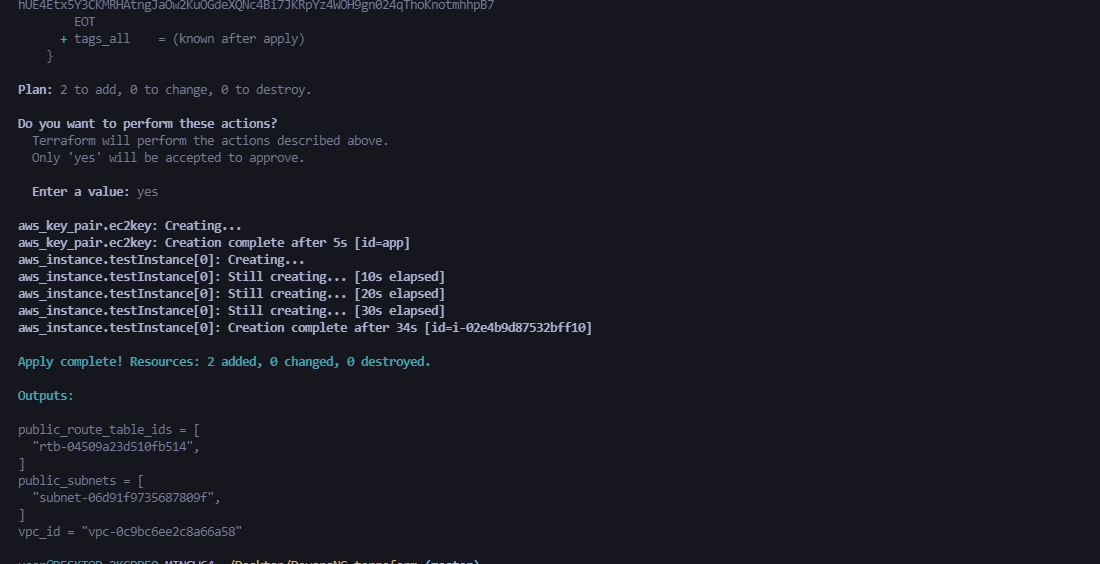 hUE4Etx5Y3CKMRHAtngJaOw2KuOGdeXQNc4Bi7JKRpYz4WOH9gn024qThoKnotmhhpB7
EOT
+ tags_all    = (known after apply)
}
Plan: 2 to add, 0 to change, 0 to destroy.
Do you want to perform these actions?
Terraform will perform the actions described above.
Only 'yes' will be accepted to approve.
Enter a value: yes
aws_key_pair.ec2key: Creating...
aws_key_pair.ec2key: Creation complete after 5s [id=app]
aws_instance.testInstance[0]: Creating...
aws_instance.testInstance[0]: Still creating... [10s elapsed]
aws_instance.testInstance[0]: Still creating... [20s elapsed]
aws_instance.testInstance[0]: Still creating... [30s elapsed]
aws_instance.testInstance[0]: Creation complete after 34s [id=i-02e4b9d87532bff10]
Apply complete! Resources: 2 added, 0 changed, 0 destroyed.
Outputs:
public_route_table_ids = [
"rtb-04509a23d510fb514",
]
public_subnets = [
"subnet-06d91f9735687809f",
]
vpc_id = "vpc-0c9bc6ee2c8a66a58"